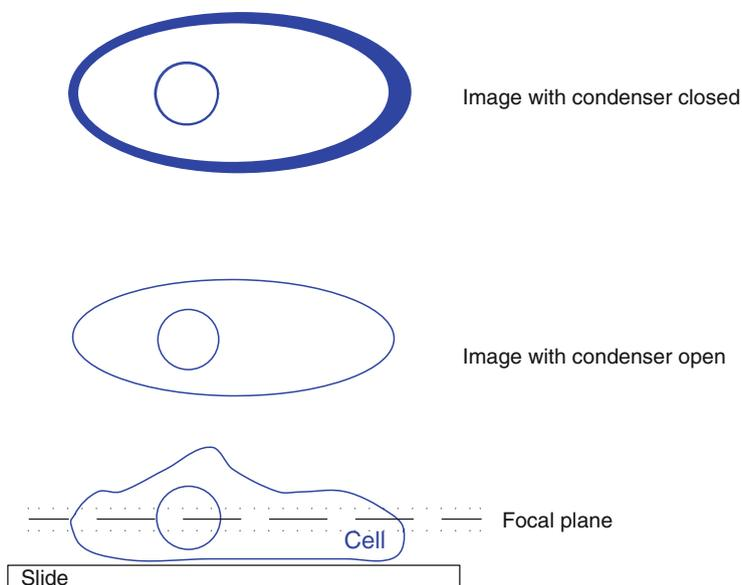 Image with condenser closed
Image with condenser open
Focal plane
Cell
Slide